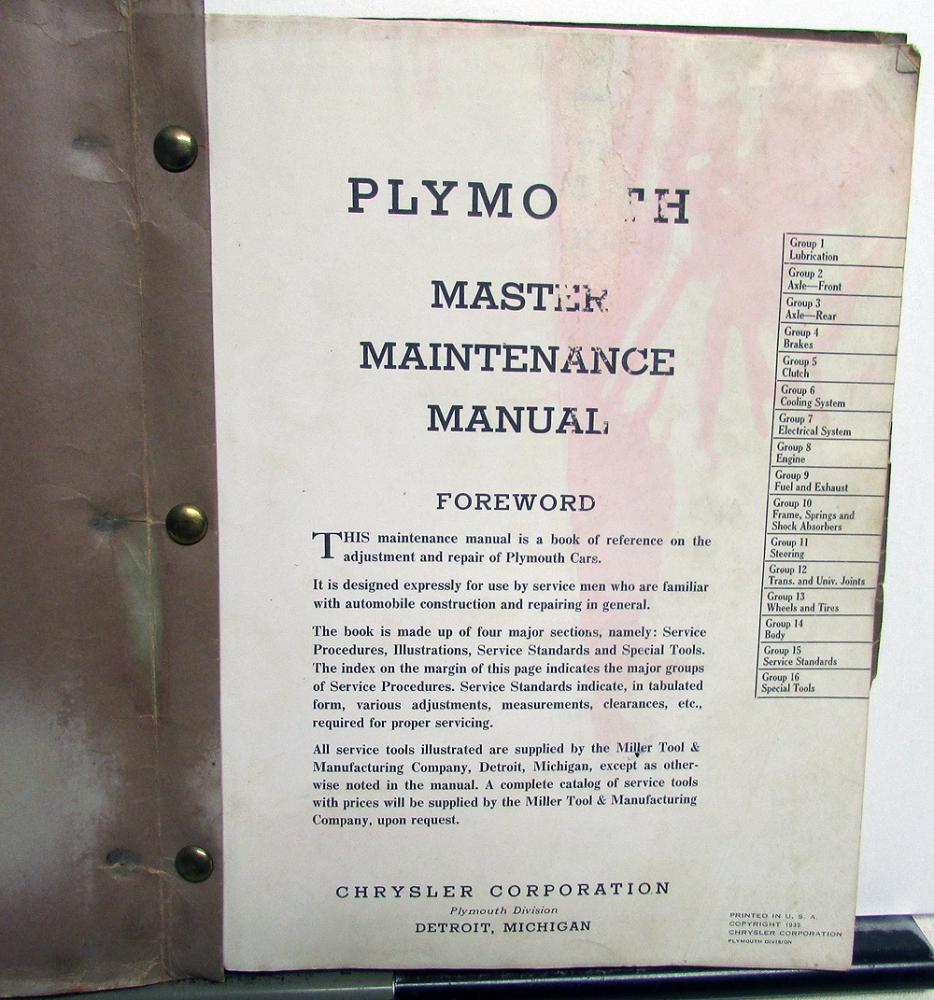 PLYMO TH
MASTER
MAINTENANCE
MANUAL
FOREWORD
THIS maintenance manual is a book of reference on the
adjustment and repair of Plymouth Cars.
It is designed expressly for use by service men who are familiar
with automobile construction and repairing in general.
The book is made up of four major sections, namely: Service
Procedures, Illustrations, Service Standards and Special Tools.
The index on the margin of this page indicates the major groups
of Service Procedures. Service Standards indicate, in tabulated
form, various adjustments, measurements, clearances, etc.,
required for proper servicing.
All service tools illustrated are supplied by the Miller Tool &
Manufacturing Company, Detroit, Michigan, except as other-
wise noted in the manual. A complete catalog of service tools
with prices will be supplied by the Miller Tool & Manufacturing
Company, upon request.
CHRYSLER CORPORATION
Plymouth Division
DETROIT, MICHIGAN
Group 1
Lubrication
Group 2
Axle—Front
Group 3
Axle—Rear
Group 4
Brakes
Group 5
Clutch
Group 6
Cooling System
Group 7
Electrical System
Group 8
Engine
Group 9
Fuel and Exhaust
Group 10
Frame, Springs and
Shock Absorbers
Group 11
Steering
Group 12
Trans. and Univ. Joints
Group 13
Wheels and Tires
Group 14
Body
Group 15
Service Standards
Group 16
Special Tools
PRINTED IN U. S. A.
COPYRIGHT 1935
CHRYSLER CORPORATION
PLYMOUTH DIVISION